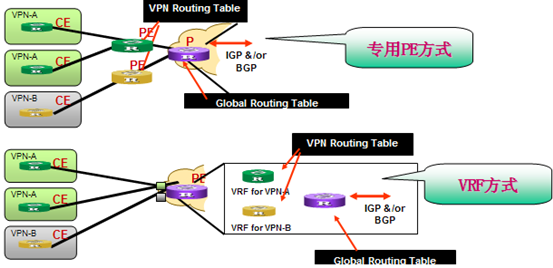 VPN Routing Table
VPN-A
CE
PE
P
IGP &/or
BGP
专用PE方式
VPN-A
CE
PE
VPN-B
CE
Global Routing Table
VPN-A
CE
VPN-A
CE
VPN-B
CE
PE
VPN Routing Table
VRF for VPN-A
VRF for VPN-B
IGP &/or
BGP
VRF方式
Global Routing Table